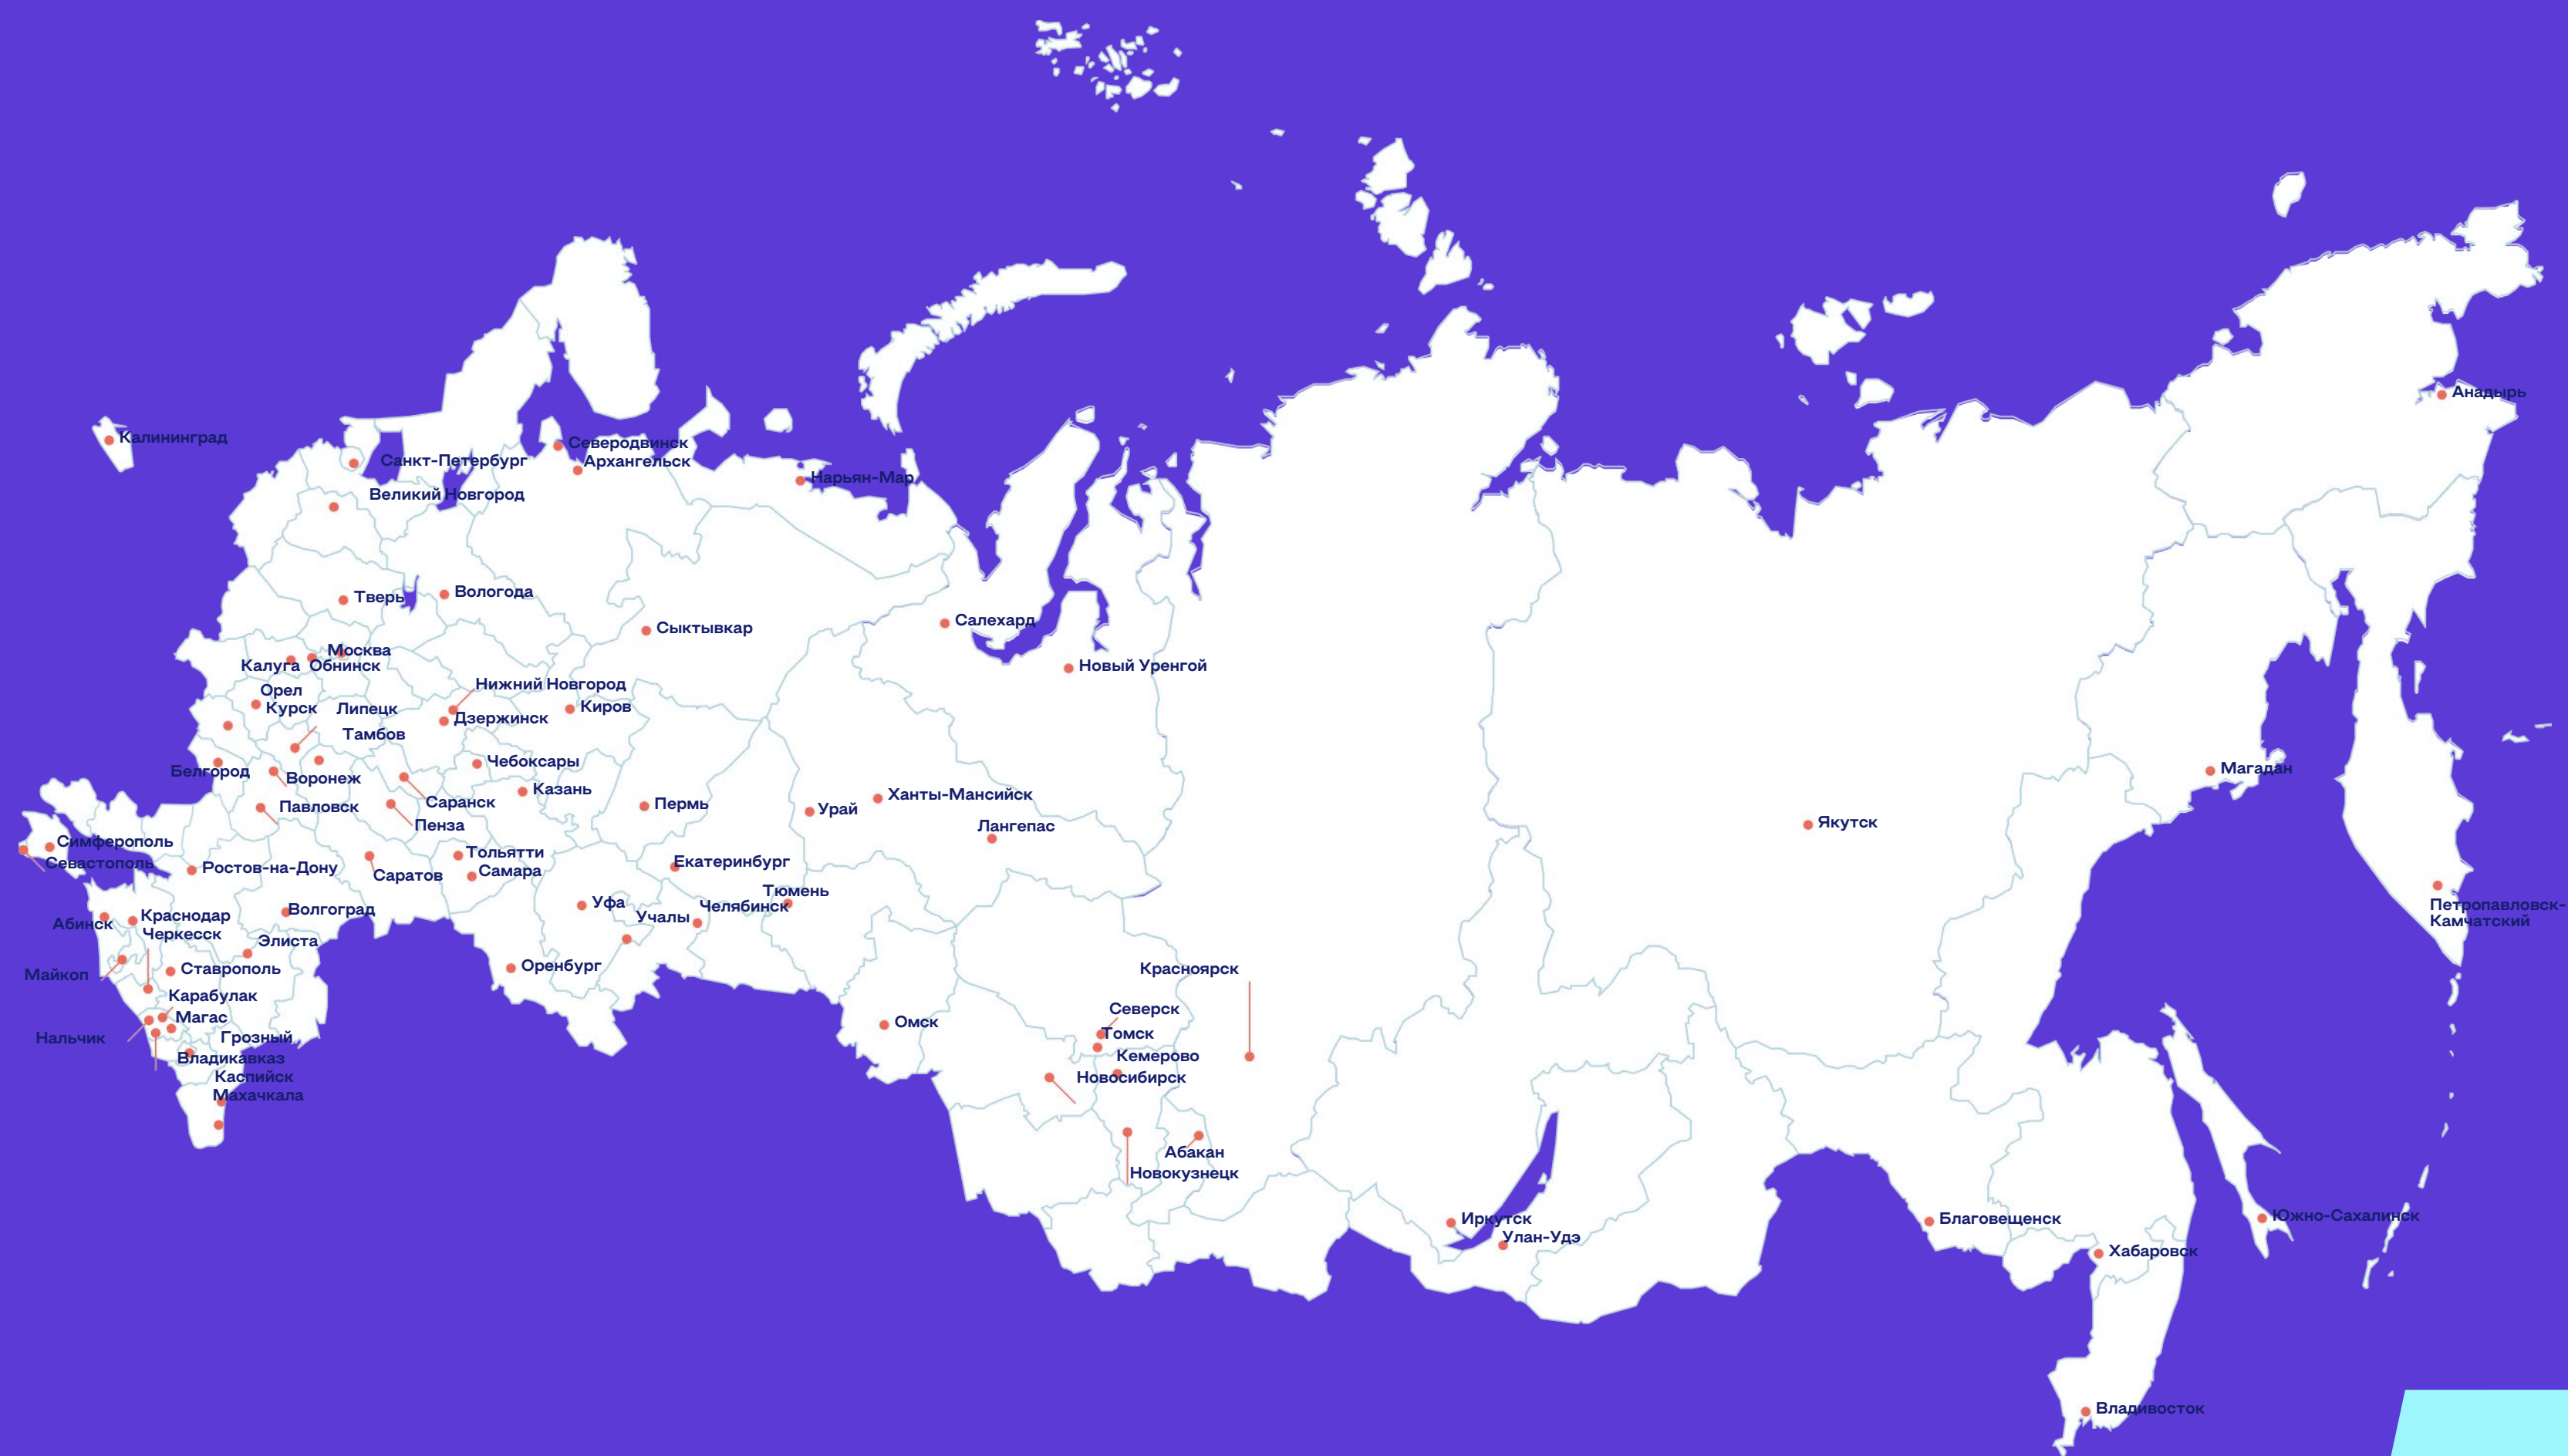 Анадырь
Калининград
Северодвинск
Санкт-Петербург
Архангельск
Нарьян-Мар
Великий Новгород
Вологода
Тверь
Салехард
Сыктывкар
Москва
Калуга
Обнинск
Новый Уренгой
Нижний Новгород
Орел
Курск
Липецк
Киров
Дзержинск
Тамбов
Чебоксары
Белгород
Воронеж
Магадан
Казань
Ханты-Мансийск
Саранск
Павловск
Пермь
Урай
Пенза
Лангепас
Якутск
Симферополь
Севастополь
Ростов-на-Дону
Тольятти
Самара
Саратов
Екатеринбург
Тюмень
Уфа
Челябинск
Учалы
Петропавловск-
Камчатский
Волгоград
Абинск
Краснодар
Черкесск
Элиста
Майкоп
Ставрополь
Оренбург
Красноярск
Карабулак
Магас
Северск
Омск
Томск
Нальчик
Грозный
Владикавказ
Кемерово
Каспийск
Новосибирск
Махачкала
Абакан
Новокузнецк
Иркутск
Улан-Удэ
Благовещенск
Южно-Сахалинск
Хабаровск
Владивосток